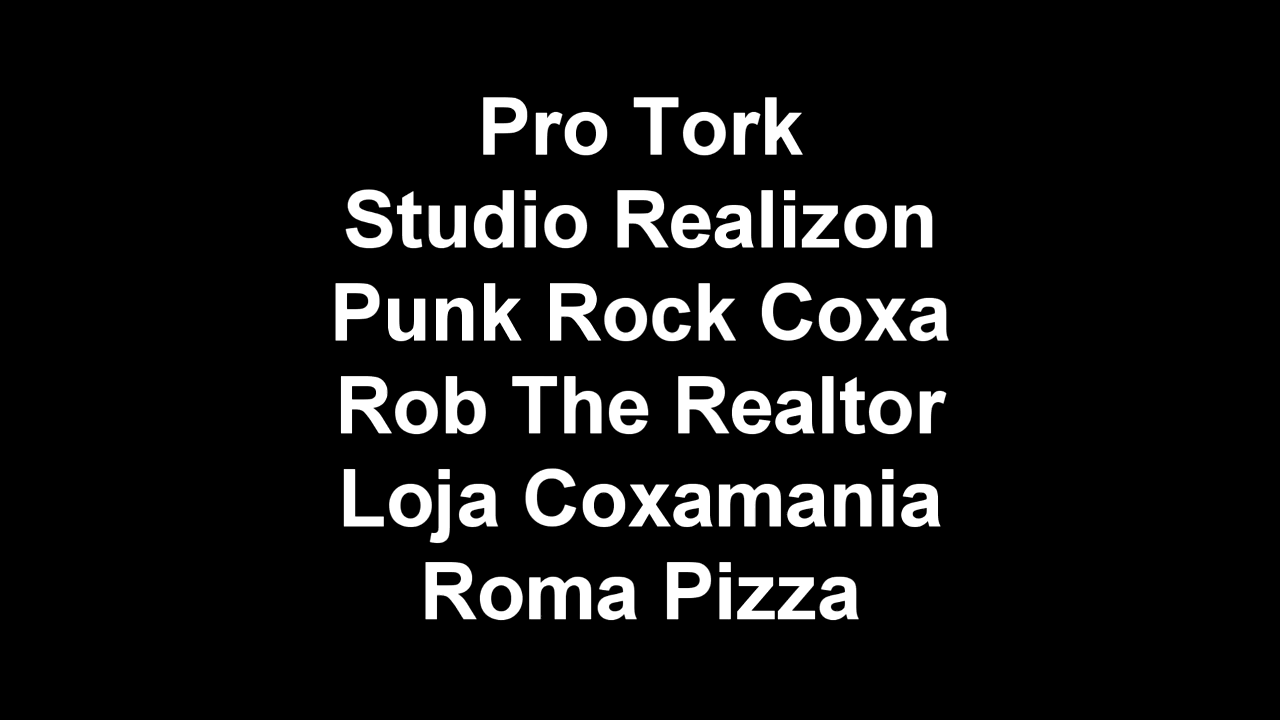 Pro Tork
Studio Realizon
Punk Rock Coxa
Rob The Realtor
Loja Coxamania
Roma Pizza